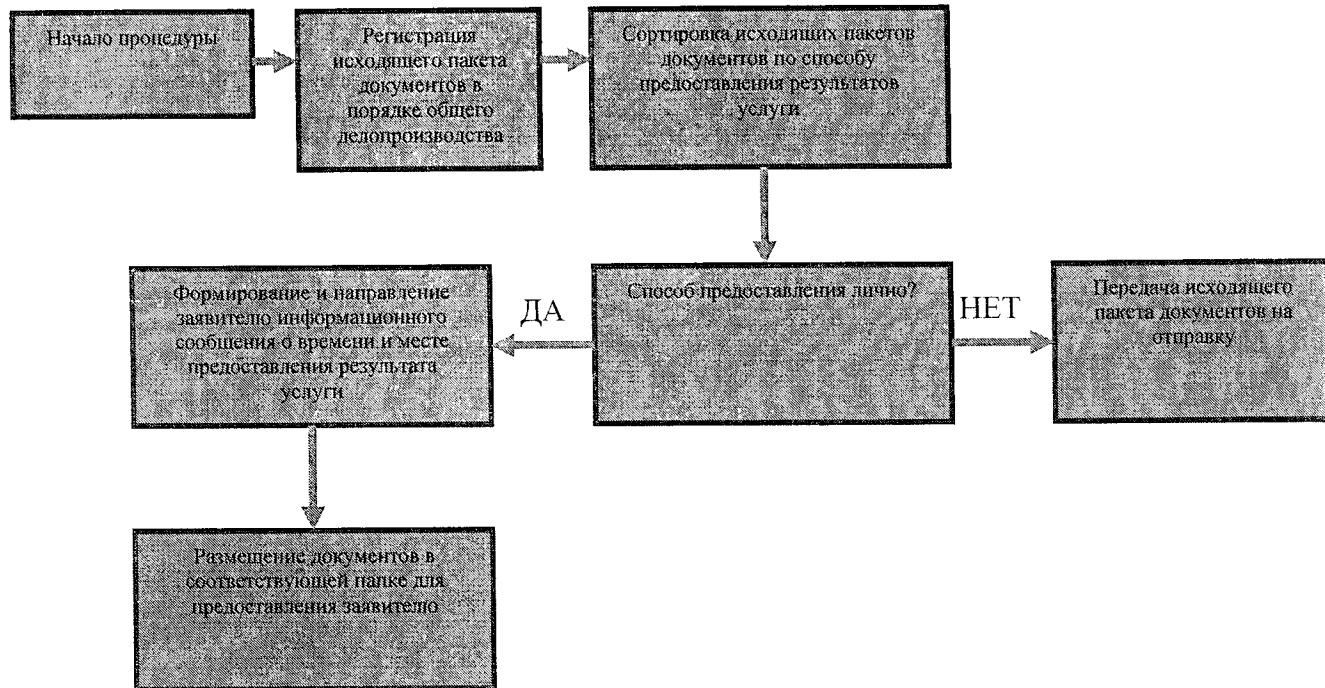 Начало процедуры
Регистрация
исходящего пакета
документов в
порядке общего
делопроизводства
Сортировка исходящих пакетов
документов по способу
предоставления результатов
услуги
Формирование и направление
заявителю информационного
сообщения о времени и месте
предоставления результата
услуги
ДА
Способ предоставления лично?
НЕТ
Передача исходящего
пакета документов на
отправку
Размещение документов в
соответствующей папке для
предоставления заявителю